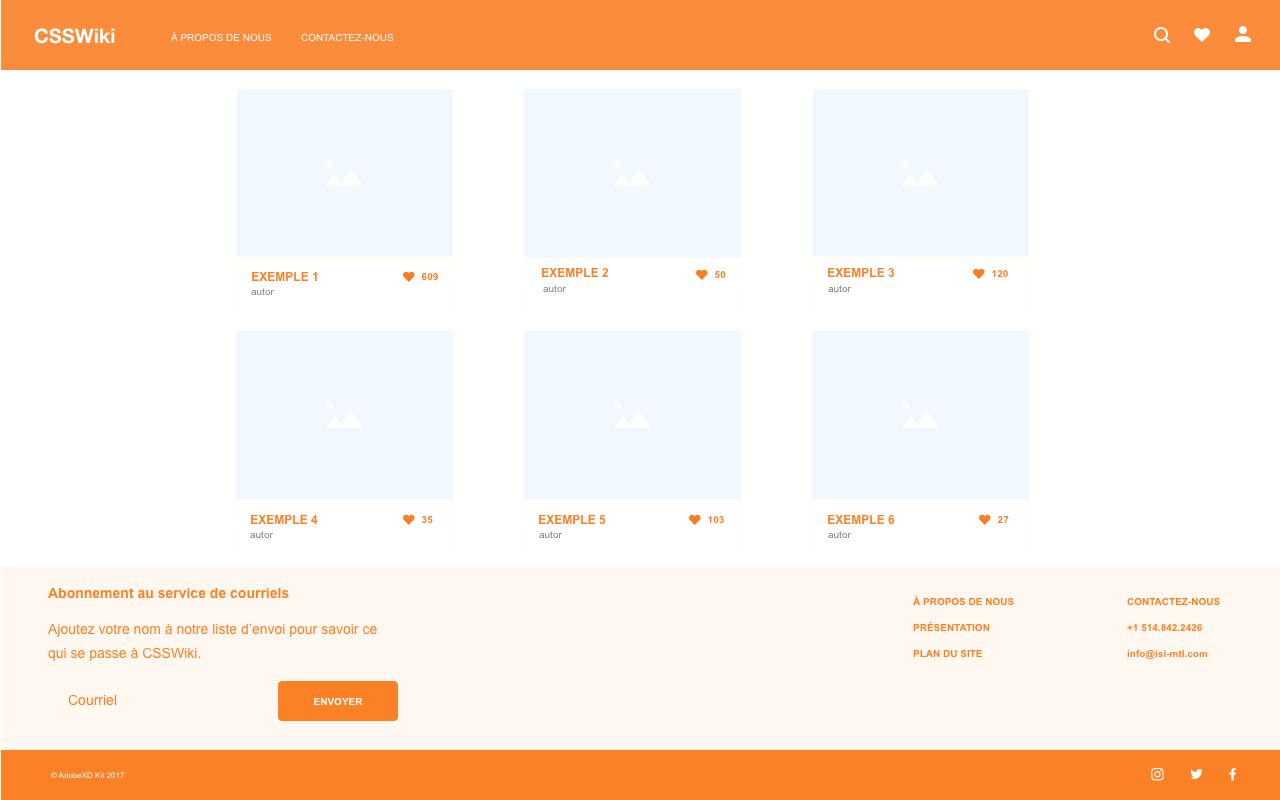 CSSWiki
À PROPOS DE NOUS
CONTACTEZ-NOUS
EXEMPLE 1
609
autor
EXEMPLE 2
50
autor
EXEMPLE 3
120
autor
EXEMPLE 4
35
autor
EXEMPLE 5
103
autor
EXEMPLE 6
27
autor
Abonnement au service de courriels
Ajoutez votre nom à notre liste d’envoi pour savoir ce
qui se passe à CSSWiki.
Courriel
ENVOYER
À PROPOS DE NOUS
PRÉSENTATION
PLAN DU SITE
CONTACTEZ-NOUS
+1 514.842.2426
info@isi-mtl.com
© AdobeXD Kit 2017